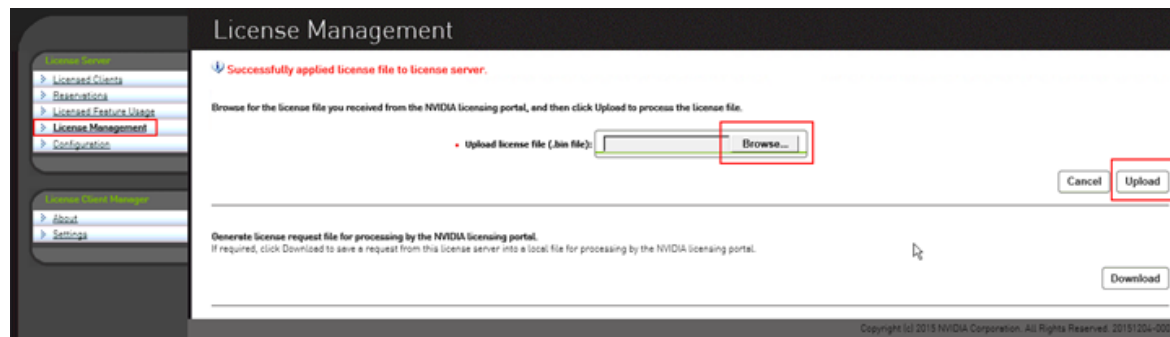 License Management
License Server
Licensed Clients
Reservations
Licensed Feature Usage
License Management
Configuration
License Client Manager
About
Settings
Successfully applied license file to license server.
Browse for the license file you received from the NVIDIA licensing portal, and then click Upload to process the license file.
Upload license file (.bin file):
Browse...
Cancel
Upload
Generate license request file for processing by the NVIDIA licensing portal.
If required, click Download to save a request from this license server into a local file for processing by the NVIDIA licensing portal.
Download
Copyright (c) 2015 NVIDIA Corporation. All Rights Reserved.